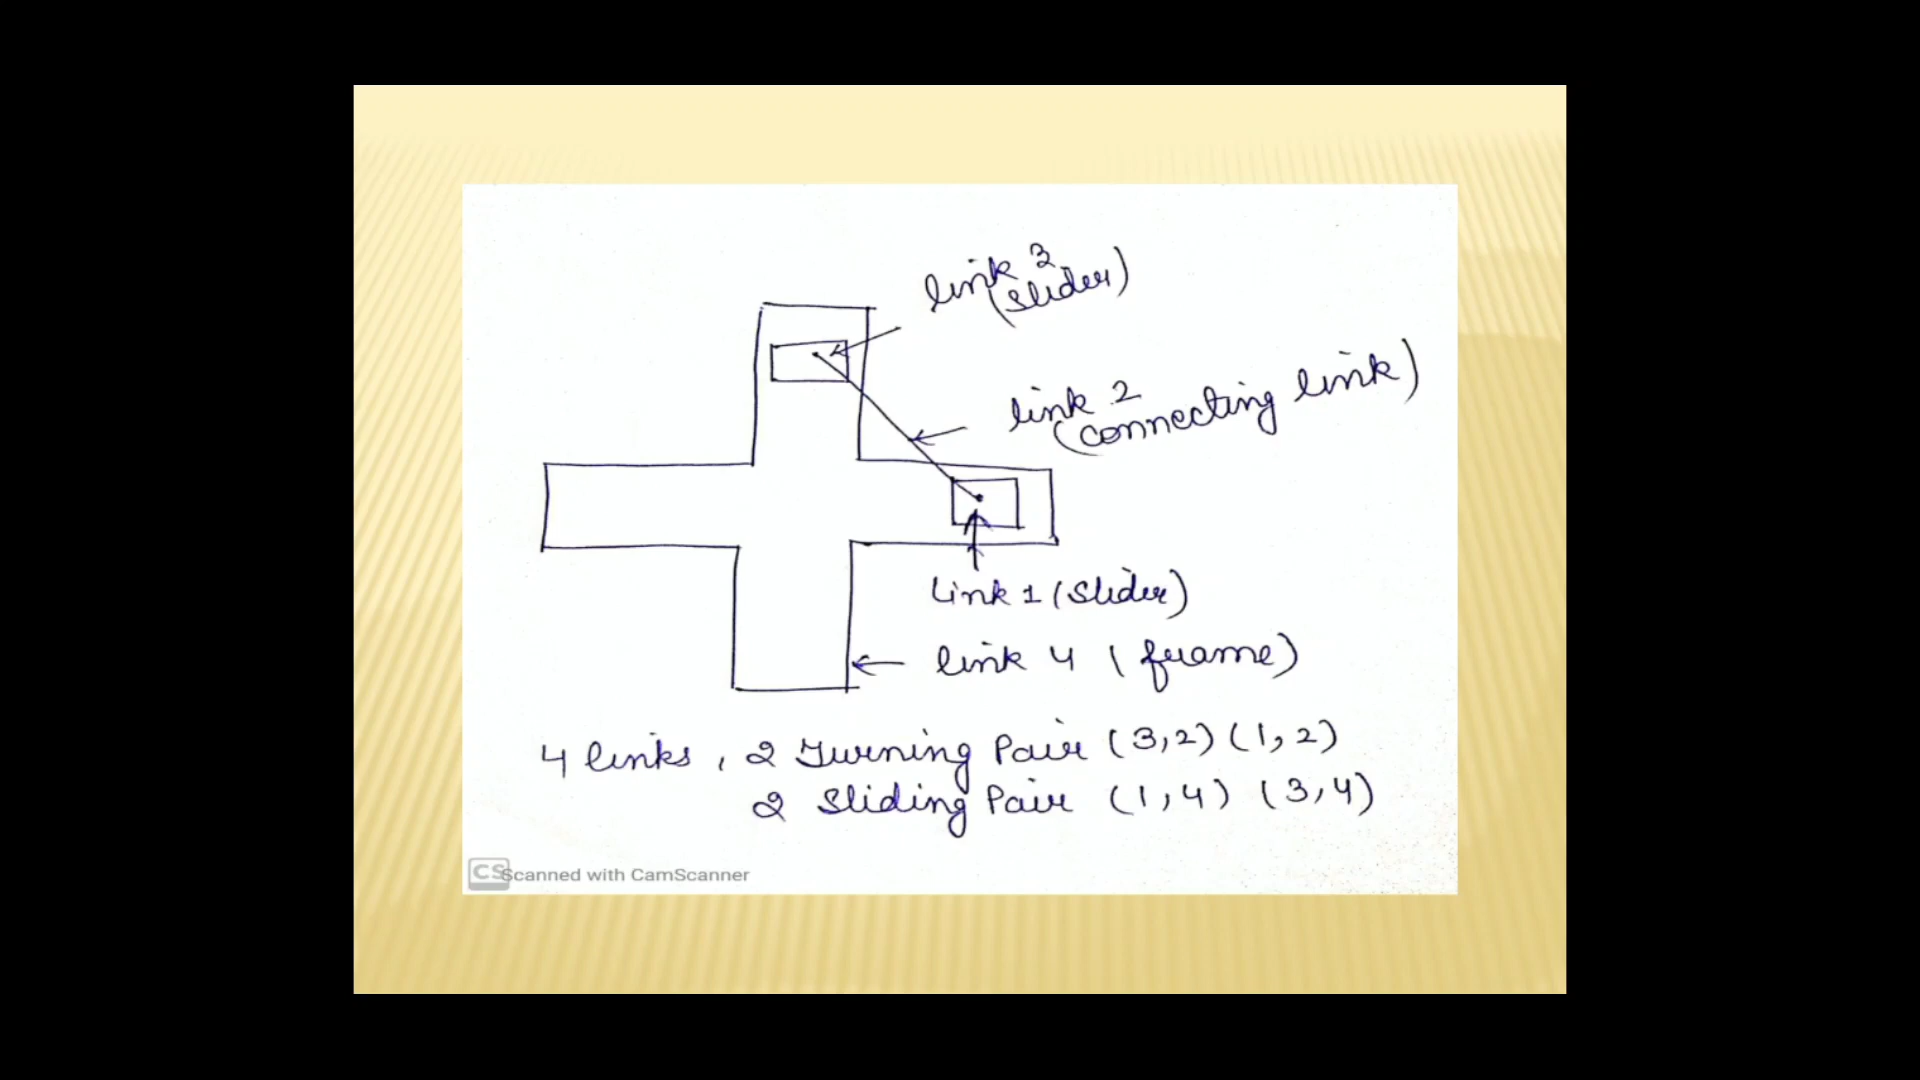 link 3
(slider)
link 2
(connecting link)
Link 1 (Slider)
link 4 (frame)
4 links, 2 Turning Pair (3,2) (1,2)
2 Sliding Pair (1,4) (3,4)
CS Scanned with CamScanner